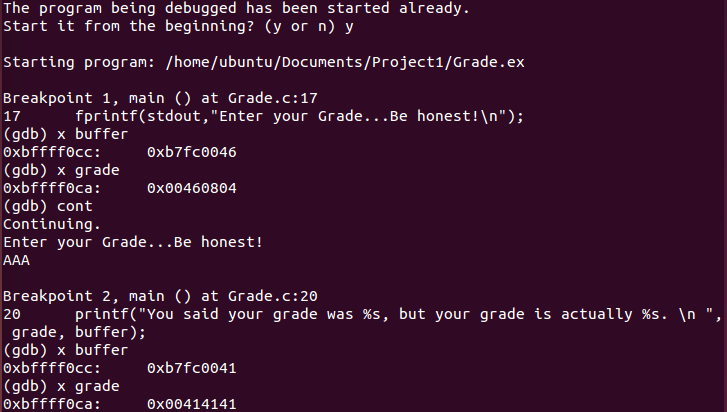 The program being debugged has been started already.
Start it from the beginning? (y or n) y
Starting program: /home/ubuntu/Documents/Project1/Grade.ex
Breakpoint 1, main () at Grade.c:17
17      fprintf(stdout,"Enter your Grade...Be honest!\n");
(gdb) x buffer
0xbffff0cc:     0xb7fc0046
(gdb) x grade
0xbffff0ca:     0x00460804
(gdb) cont
Continuing.
Enter your Grade...Be honest!
AAA
Breakpoint 2, main () at Grade.c:20
20      printf("You said your grade was %s, but your grade is actually %s. \n ",
 grade, buffer);
(gdb) x buffer
0xbffff0cc:     0xb7fc0041
(gdb) x grade
0xbffff0ca:     0x00414141